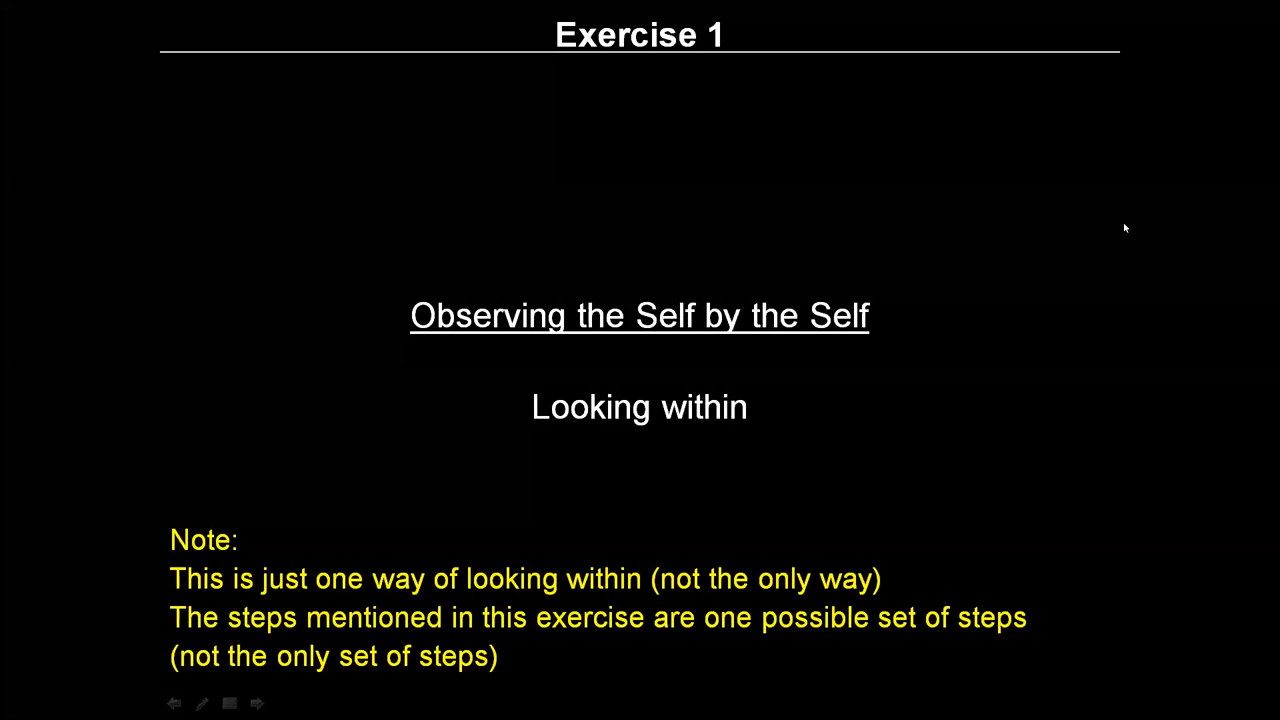 Exercise 1
Observing the Self by the Self
Looking within
Note:
This is just one way of looking within (not the only way)
The steps mentioned in this exercise are one possible set of steps
(not the only set of steps)